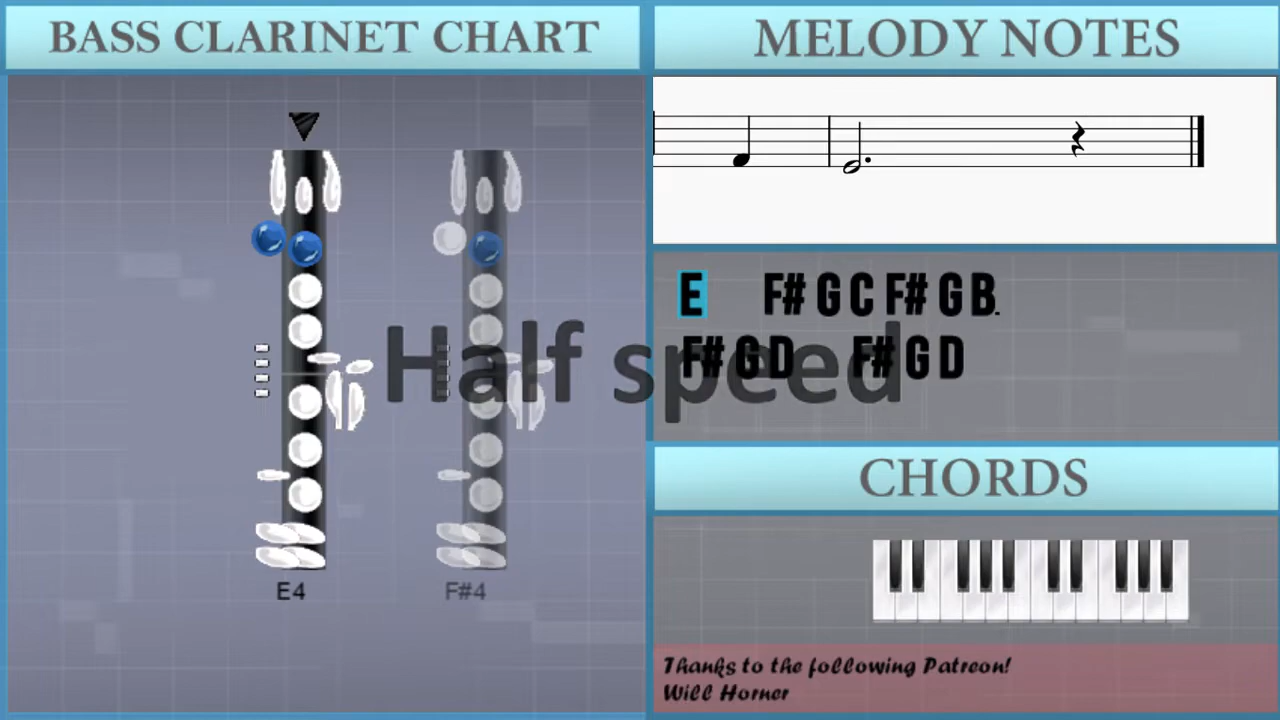 BASS CLARINET CHART
MELODY NOTES
E F# G C F# G B.
F# G D F# G D
Half speed
E4
F#4
CHORDS
Thanks to the following Patreon!
Will Horner